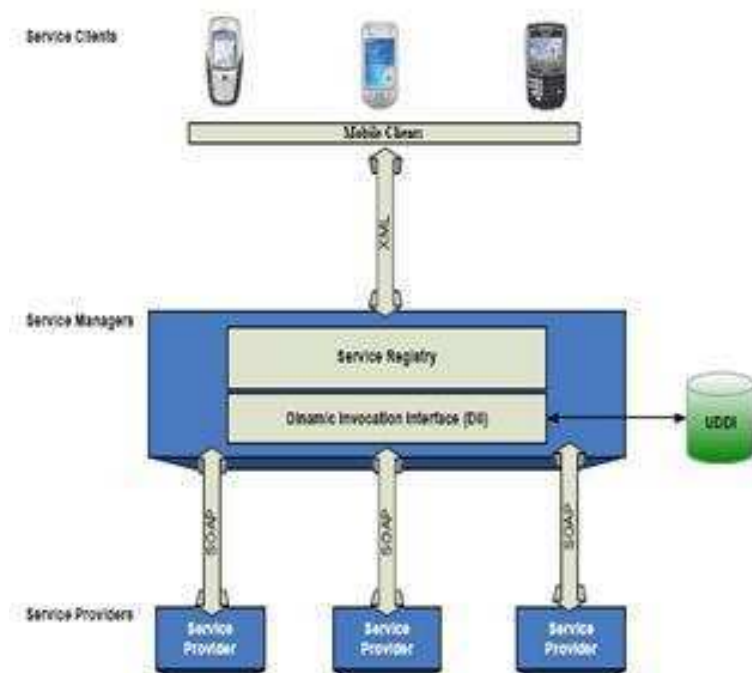 Service Clients
Mobile Clients
XML
Service Managers
Service Registry
Dinamic Invocation Interface (DII)
UDDI
SOAP
SOAP
SOAP
Service Providers
Service
Provider
Service
Provider
Service
Provider